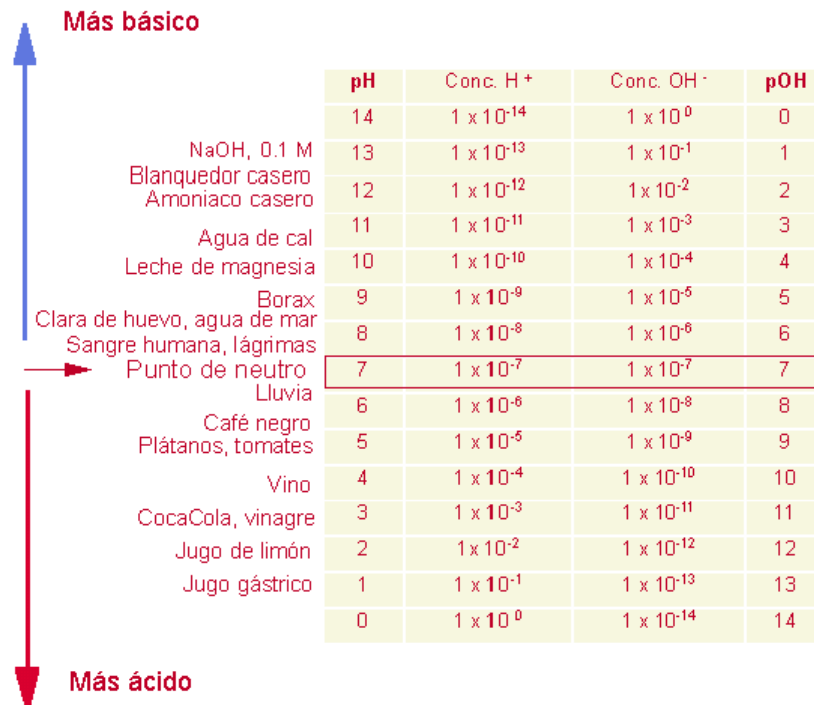 Más básico
pH Conc. H + Conc. OH - pOH
14 1 x 10-14 1 x 10 0 0
NaOH, 0.1 M 13 1 x 10-13 1 x 10-1 1
Blanquedor casero
Amoniaco casero 12 1 x 10-12 1 x 10-2 2
11 1 x 10-11 1 x 10-3 3
Agua de cal
Leche de magnesia 10 1 x 10-10 1 x 10-4 4
Borax 9 1 x 10-9 1 x 10-5 5
Clara de huevo, agua de mar
8 1 x 10-8 1 x 10-6 6
Sangre humana, lágrimas
Punto de neutro 7 1 x 10-7 1 x 10-7 7
Lluvia
6 1 x 10-6 1 x 10-8 8
Café negro
Plátanos, tomates 5 1 x 10-5 1 x 10-9 9
Vino 4 1 x 10-4 1 x 10-10 10
CocaCola, vinagre 3 1 x 10-3 1 x 10-11 11
Jugo de limón 2 1 x 10-2 1 x 10-12 12
Jugo gástrico 1 1 x 10-1 1 x 10-13 13
0 1 x 10 0 1 x 10-14 14
Más ácido